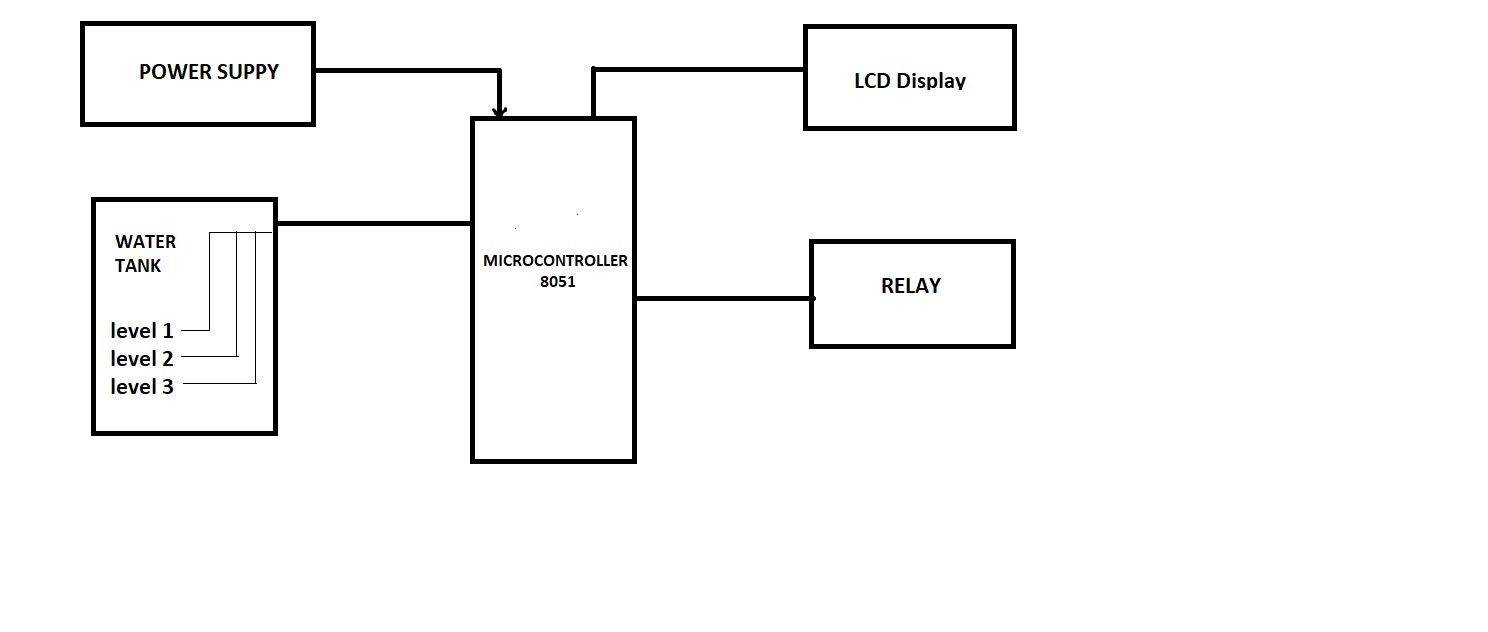 POWER SUPPY
LCD Display
WATER
TANK
level 1
level 2
level 3
MICROCONTROLLER
8051
RELAY